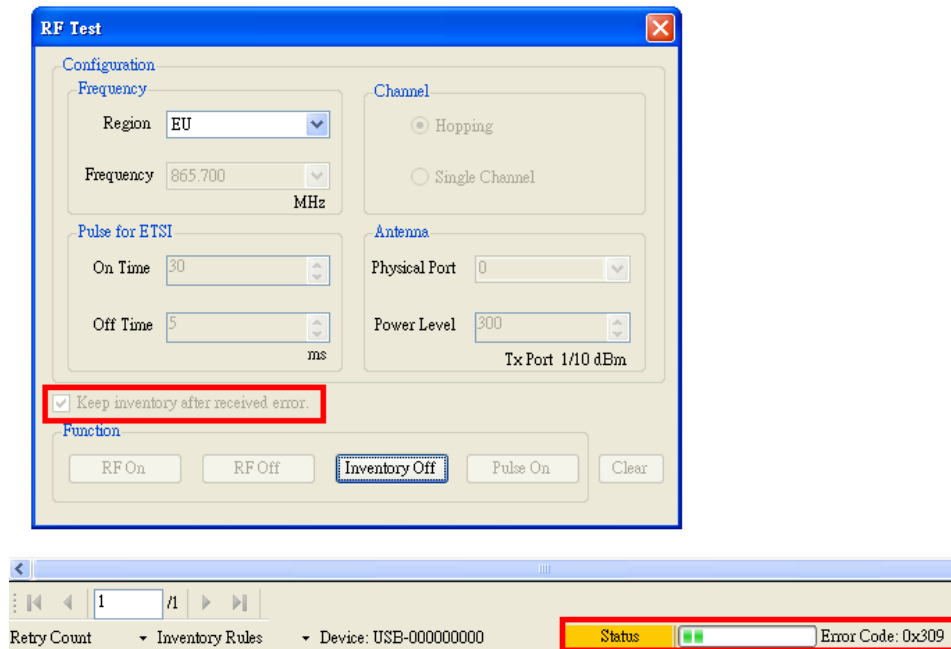 RF Test
Configuration
Frequency
Region EU
Frequency 865.700
MHz
Channel
Hopping
Single Channel
Pulse for ETSI
On Time 30
Off Time 5
ms
Antenna
Physical Port 0
Power Level 300
Tx Port 1/10 dBm
Keep inventory after received error.
Function
RF On RF Off Inventory Off Pulse On Clear
1 /1
Retry Count Inventory Rules Device: USB-000000000 Status Error Code: 0x309